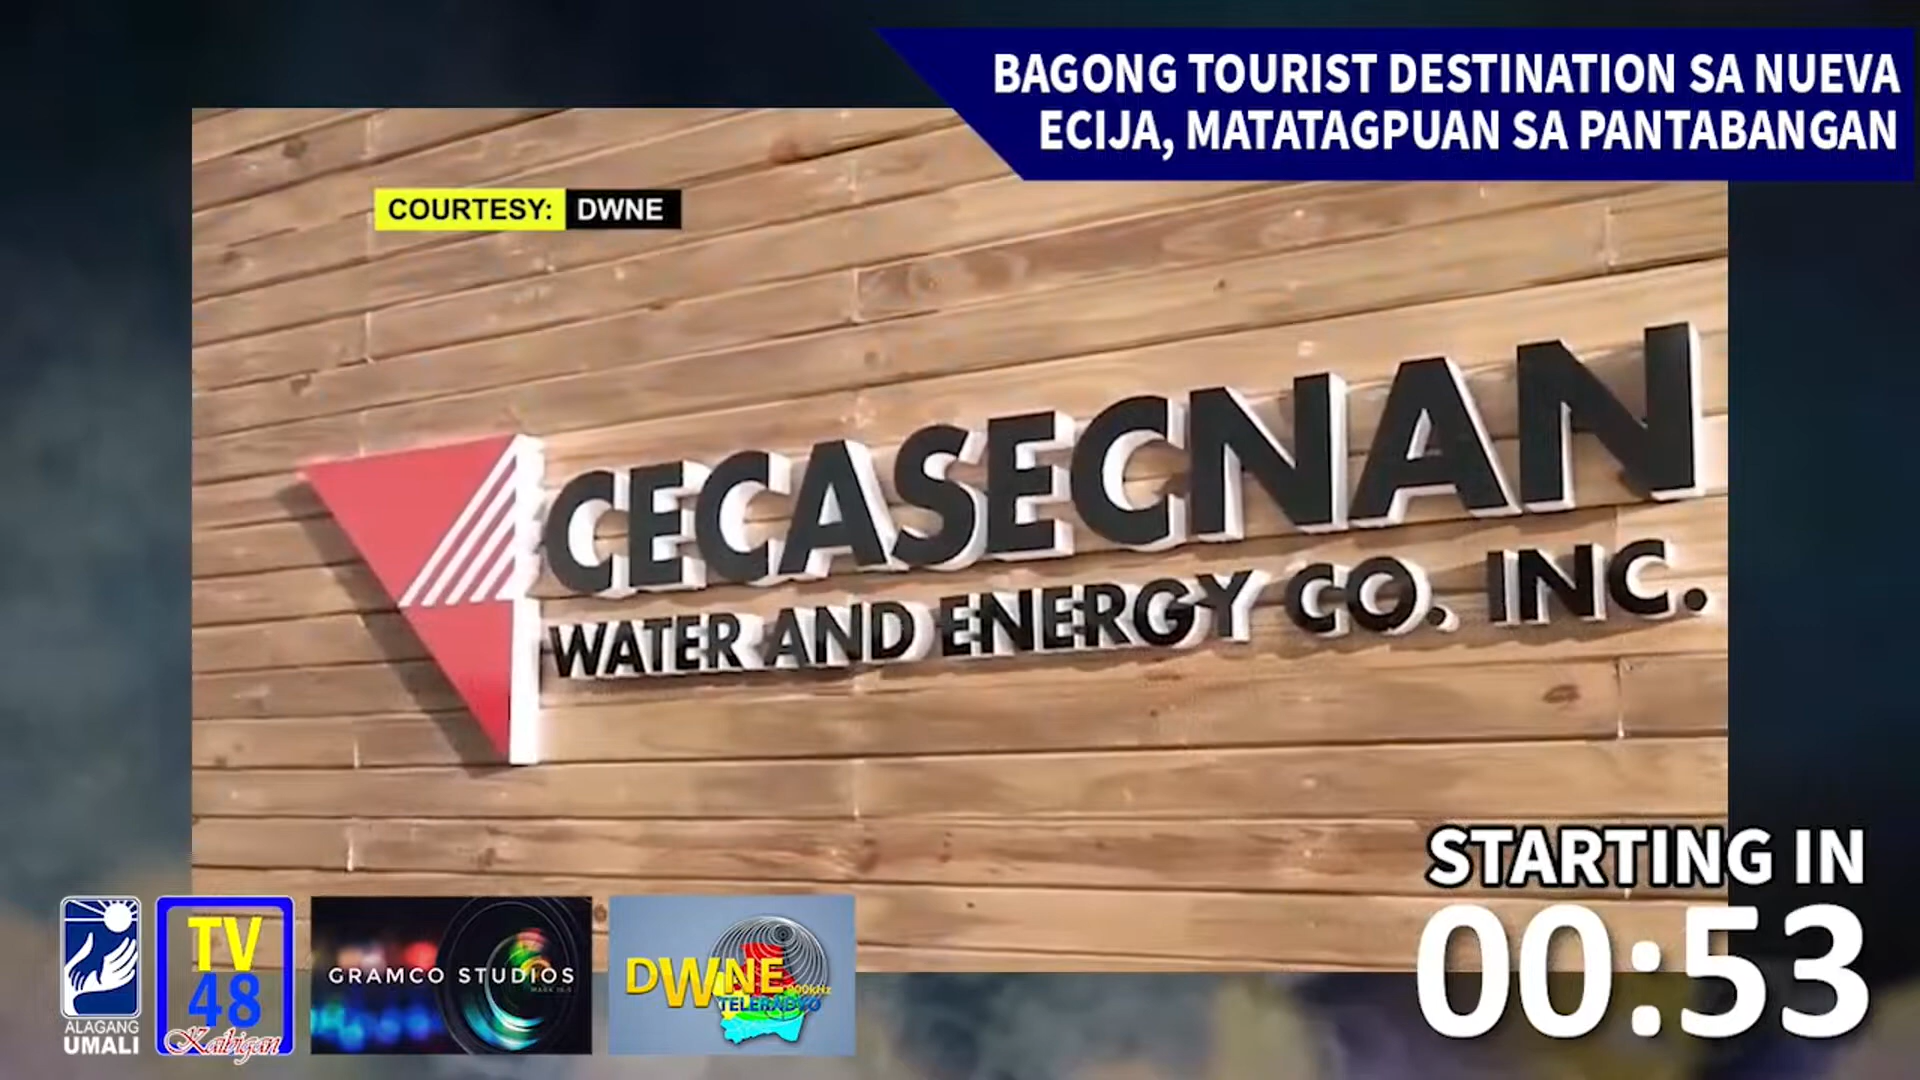 BAGONG TOURIST DESTINATION SA NUEVA
ECIJA, MATATAGPUAN SA PANTABANGAN
COURTESY: DWNE
CECASECNAN
WATER AND ENERGY CO. INC.
STARTING IN
00:53
ALAGANG
UMALI
TV
48
Kaibigan
GRAMCO STUDIOS
DWNE
TELERADYO